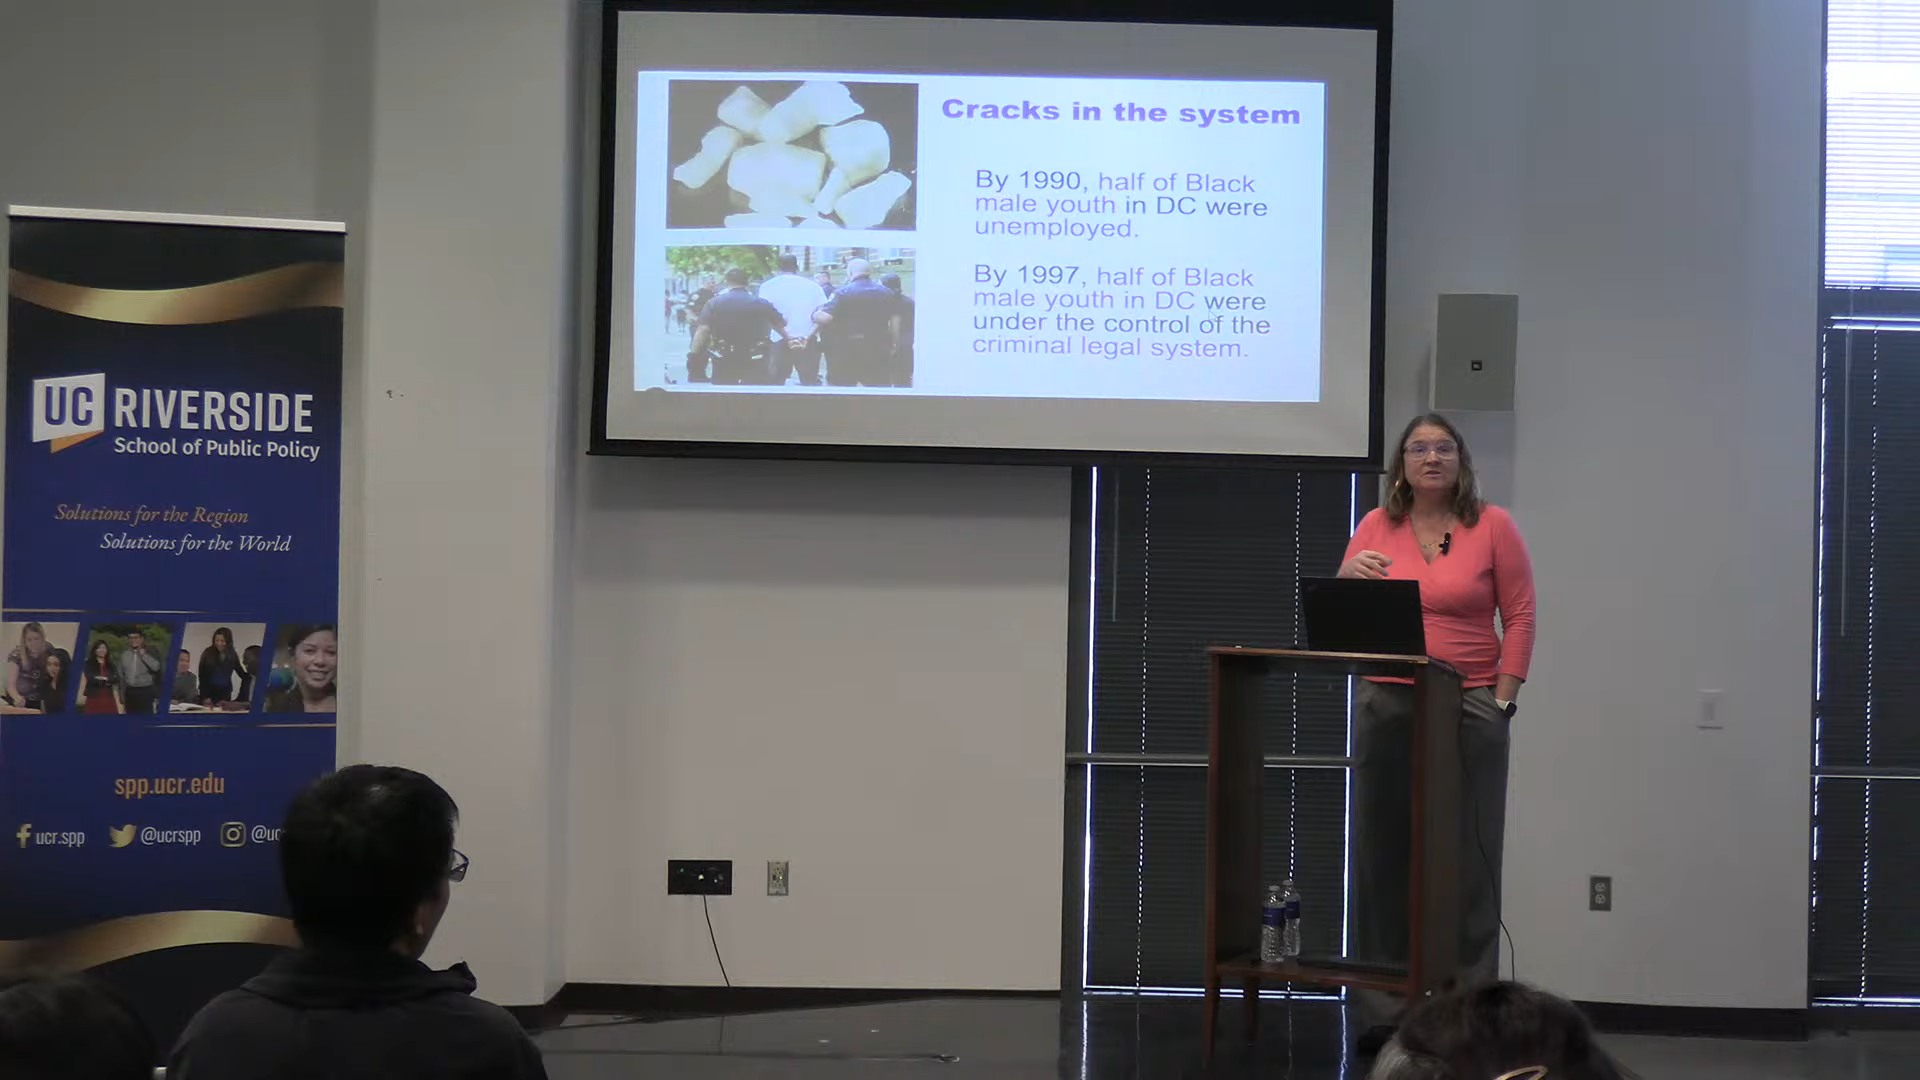 Cracks in the system
By 1990, half of Black
male youth in DC were
unemployed.
By 1997, half of Black
male youth in DC were
under the control of the
criminal legal system.
UC RIVERSIDE
School of Public Policy
Solutions for the Region
Solutions for the World
spp.ucr.edu
ucr.spp @ucrspp